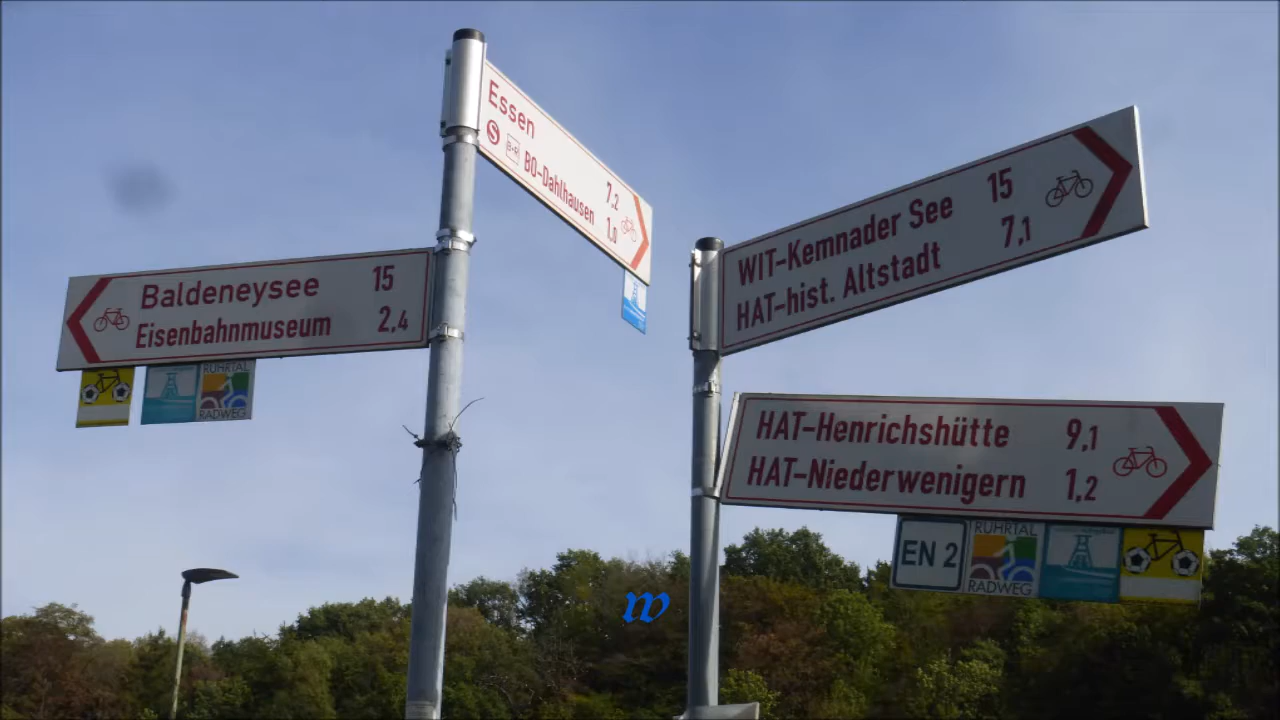 Essen 7,2
S B+R BO-Dahlhausen 1,0
Baldeneysee 15
Eisenbahnmuseum 2,4
RUHRTAL
RADWEG
WIT-Kemnader See 15
HAT-hist. Altstadt 7,1
HAT-Henrichshütte 9,1
HAT-Niederwenigern 1,2
EN 2
RUHRTAL
RADWEG
w